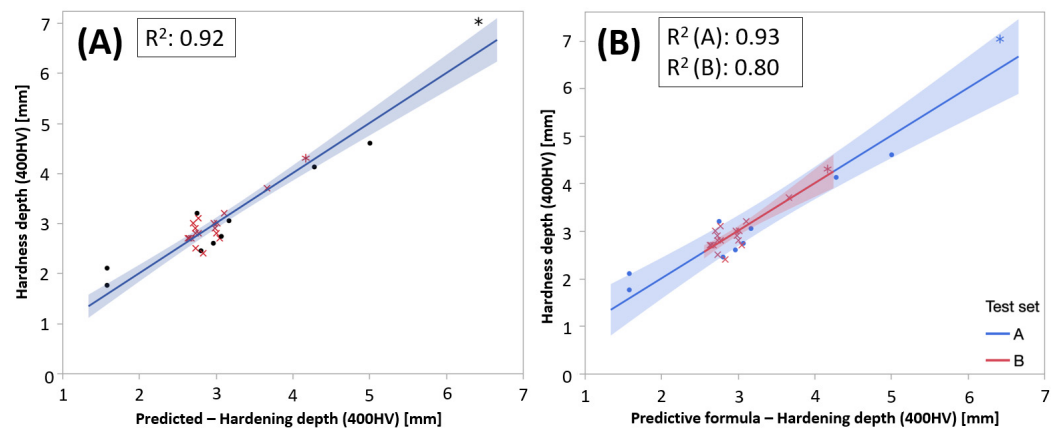 (A)
R²: 0.92
Hardness depth (400HV) [mm]
7
6
5
4
3
2
1
0
1 2 3 4 5 6 7
Predicted – Hardening depth (400HV) [mm]
(B)
R² (A): 0.93
R² (B): 0.80
Hardness depth (400HV) [mm]
7
6
5
4
3
2
1
0
Test set
A
B
1 2 3 4 5 6 7
Predictive formula – Hardening depth (400HV) [mm]